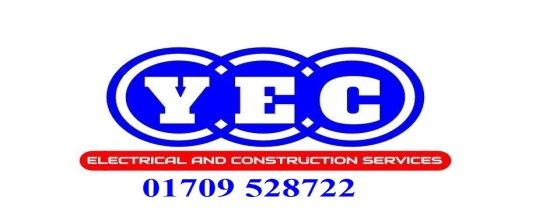 Y.E.C
ELECTRICAL AND CONSTRUCTION SERVICES
01709 528722